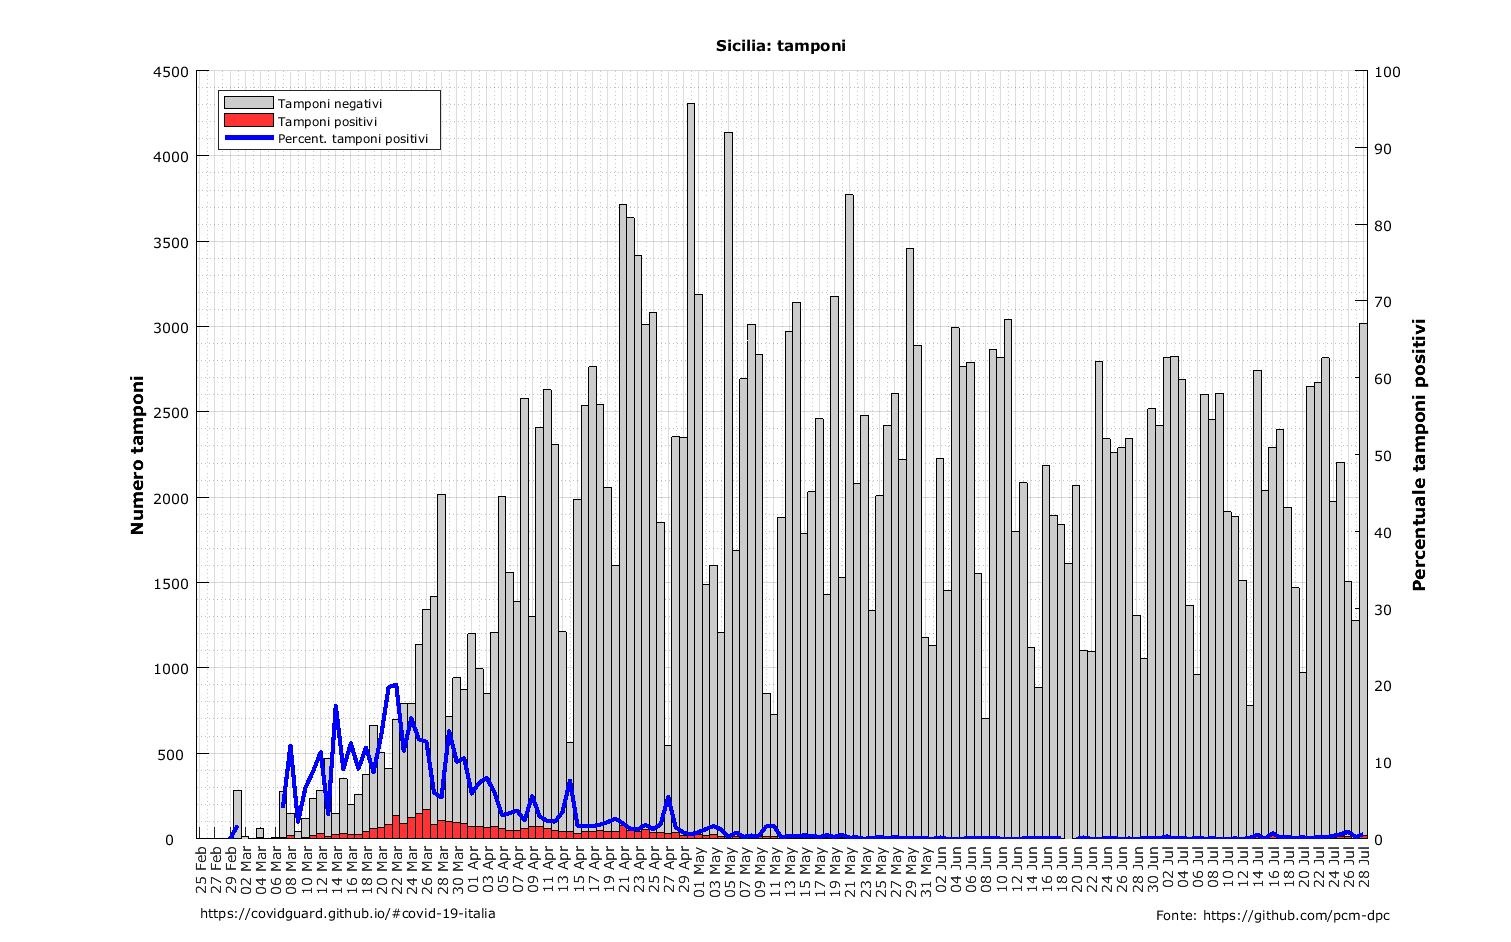 Sicilia: tamponi
Tamponi negativi
Tamponi positivi
Percent. tamponi positivi
Numero tamponi
4500
4000
3500
3000
2500
2000
1500
1000
500
0
Percentuale tamponi positivi
100
90
80
70
60
50
40
30
20
10
0
25 Feb
27 Feb
29 Feb
02 Mar
04 Mar
06 Mar
08 Mar
10 Mar
12 Mar
14 Mar
16 Mar
18 Mar
20 Mar
22 Mar
24 Mar
26 Mar
28 Mar
30 Mar
01 Apr
03 Apr
05 Apr
07 Apr
09 Apr
11 Apr
13 Apr
15 Apr
17 Apr
19 Apr
21 Apr
23 Apr
25 Apr
27 Apr
29 Apr
01 May
03 May
05 May
07 May
09 May
11 May
13 May
15 May
17 May
19 May
21 May
23 May
25 May
27 May
29 May
31 May
02 Jun
04 Jun
06 Jun
08 Jun
10 Jun
12 Jun
14 Jun
16 Jun
18 Jun
20 Jun
22 Jun
24 Jun
26 Jun
28 Jun
30 Jun
02 Jul
04 Jul
06 Jul
08 Jul
10 Jul
12 Jul
14 Jul
16 Jul
18 Jul
20 Jul
22 Jul
24 Jul
26 Jul
28 Jul
https://covidguard.github.io/#covid-19-italia
Fonte: https://github.com/pcm-dpc